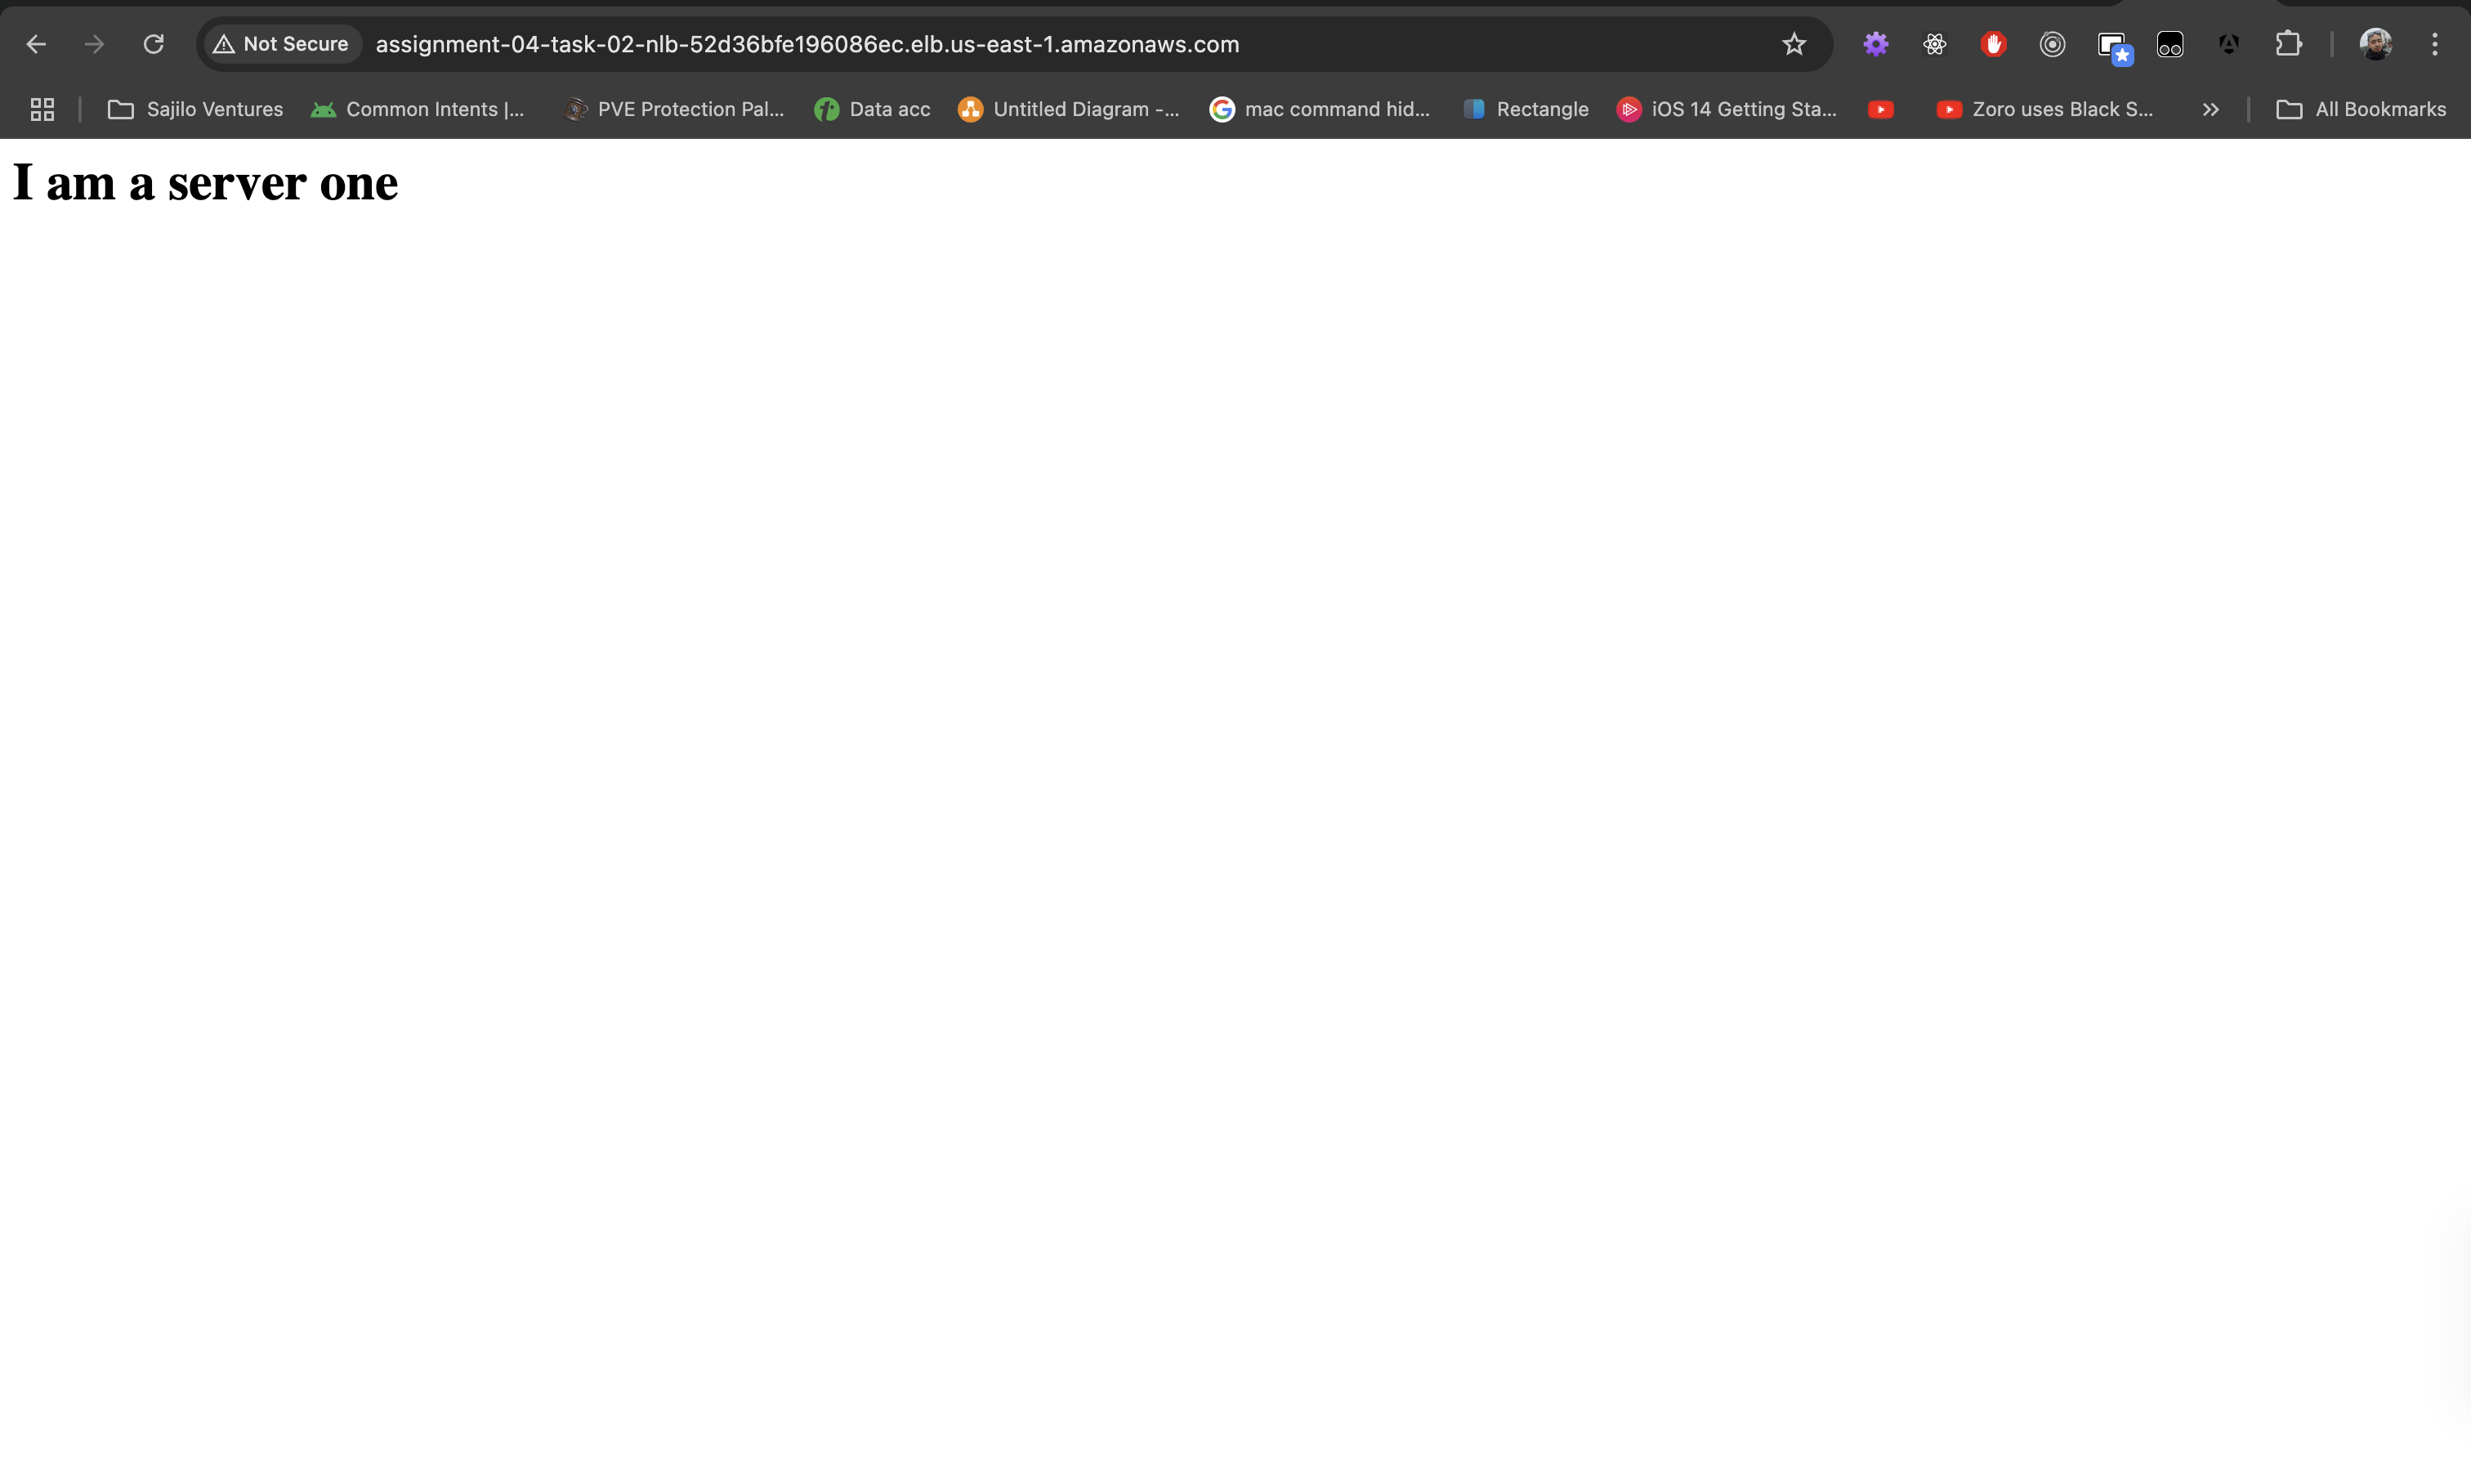 Not Secure assignment-04-task-02-nlb-52d36bfe196086ec.elb.us-east-1.amazonaws.com
Sajilo Ventures Common Intents |... PVE Protection Pal... Data acc Untitled Diagram -... mac command hid... Rectangle iOS 14 Getting Sta... Zoro uses Black S... All Bookmarks
I am a server one